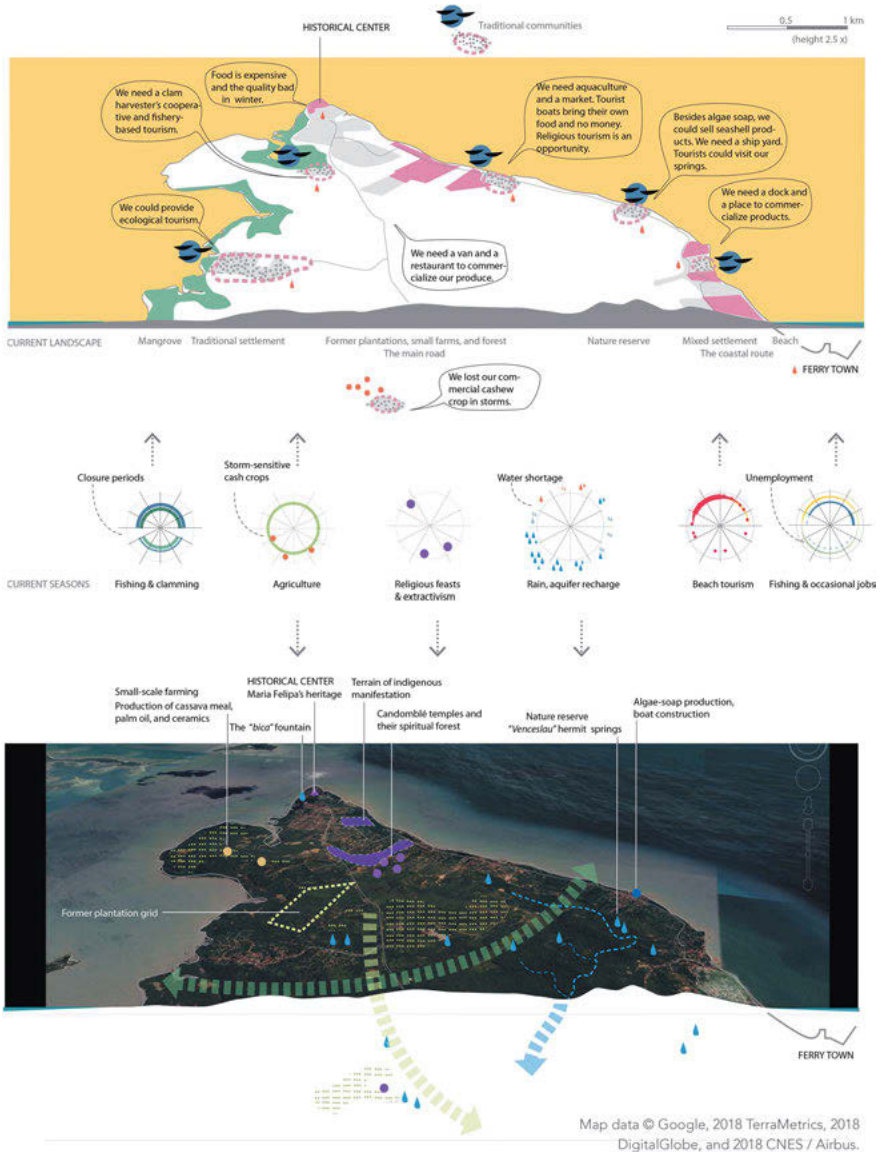 Traditional communities
0.5 1 km
(height 2.5 x)
HISTORICAL CENTER
Food is expensive
and the quality bad
in winter.
We need a clam
harvester's coopera-
tive and fishery-
based tourism.
We need aquaculture
and a market. Tourist
boats bring their own
food and no money.
Religious tourism is an
opportunity.
Besides algae soap, we
could sell seashell prod-
ucts. We need a ship yard.
Tourists could visit our
springs.
We need a dock and
a place to commer-
cialize products.
We could provide
ecological tourism.
We need a van and a
restaurant to commer-
cialize our produce.
CURRENT LANDSCAPE
Mangrove
Traditional settlement
Former plantations, small farms, and forest
The main road
Nature reserve
Mixed settlement
The coastal route
Beach
FERRY TOWN
We lost our com-
mercial cashew
crop in storms.
Closure periods
Storm-sensitive
cash crops
Water shortage
Unemployment
CURRENT SEASONS
Fishing & clamming
Agriculture
Religious feasts
& extractivism
Rain, aquifer recharge
Beach tourism
Fishing & occasional jobs
Small-scale farming
Production of cassava meal,
palm oil, and ceramics
HISTORICAL CENTER
Maria Felipa's heritage
The "bica" fountain
Terrain of indigenous
manifestation
Candomblé temples and
their spiritual forest
Nature reserve
"Venceslau" hermit springs
Algae-soap production,
boat construction
Former plantation grid
FERRY TOWN
Map data © Google, 2018 TerraMetrics, 2018
DigitalGlobe, and 2018 CNES / Airbus.